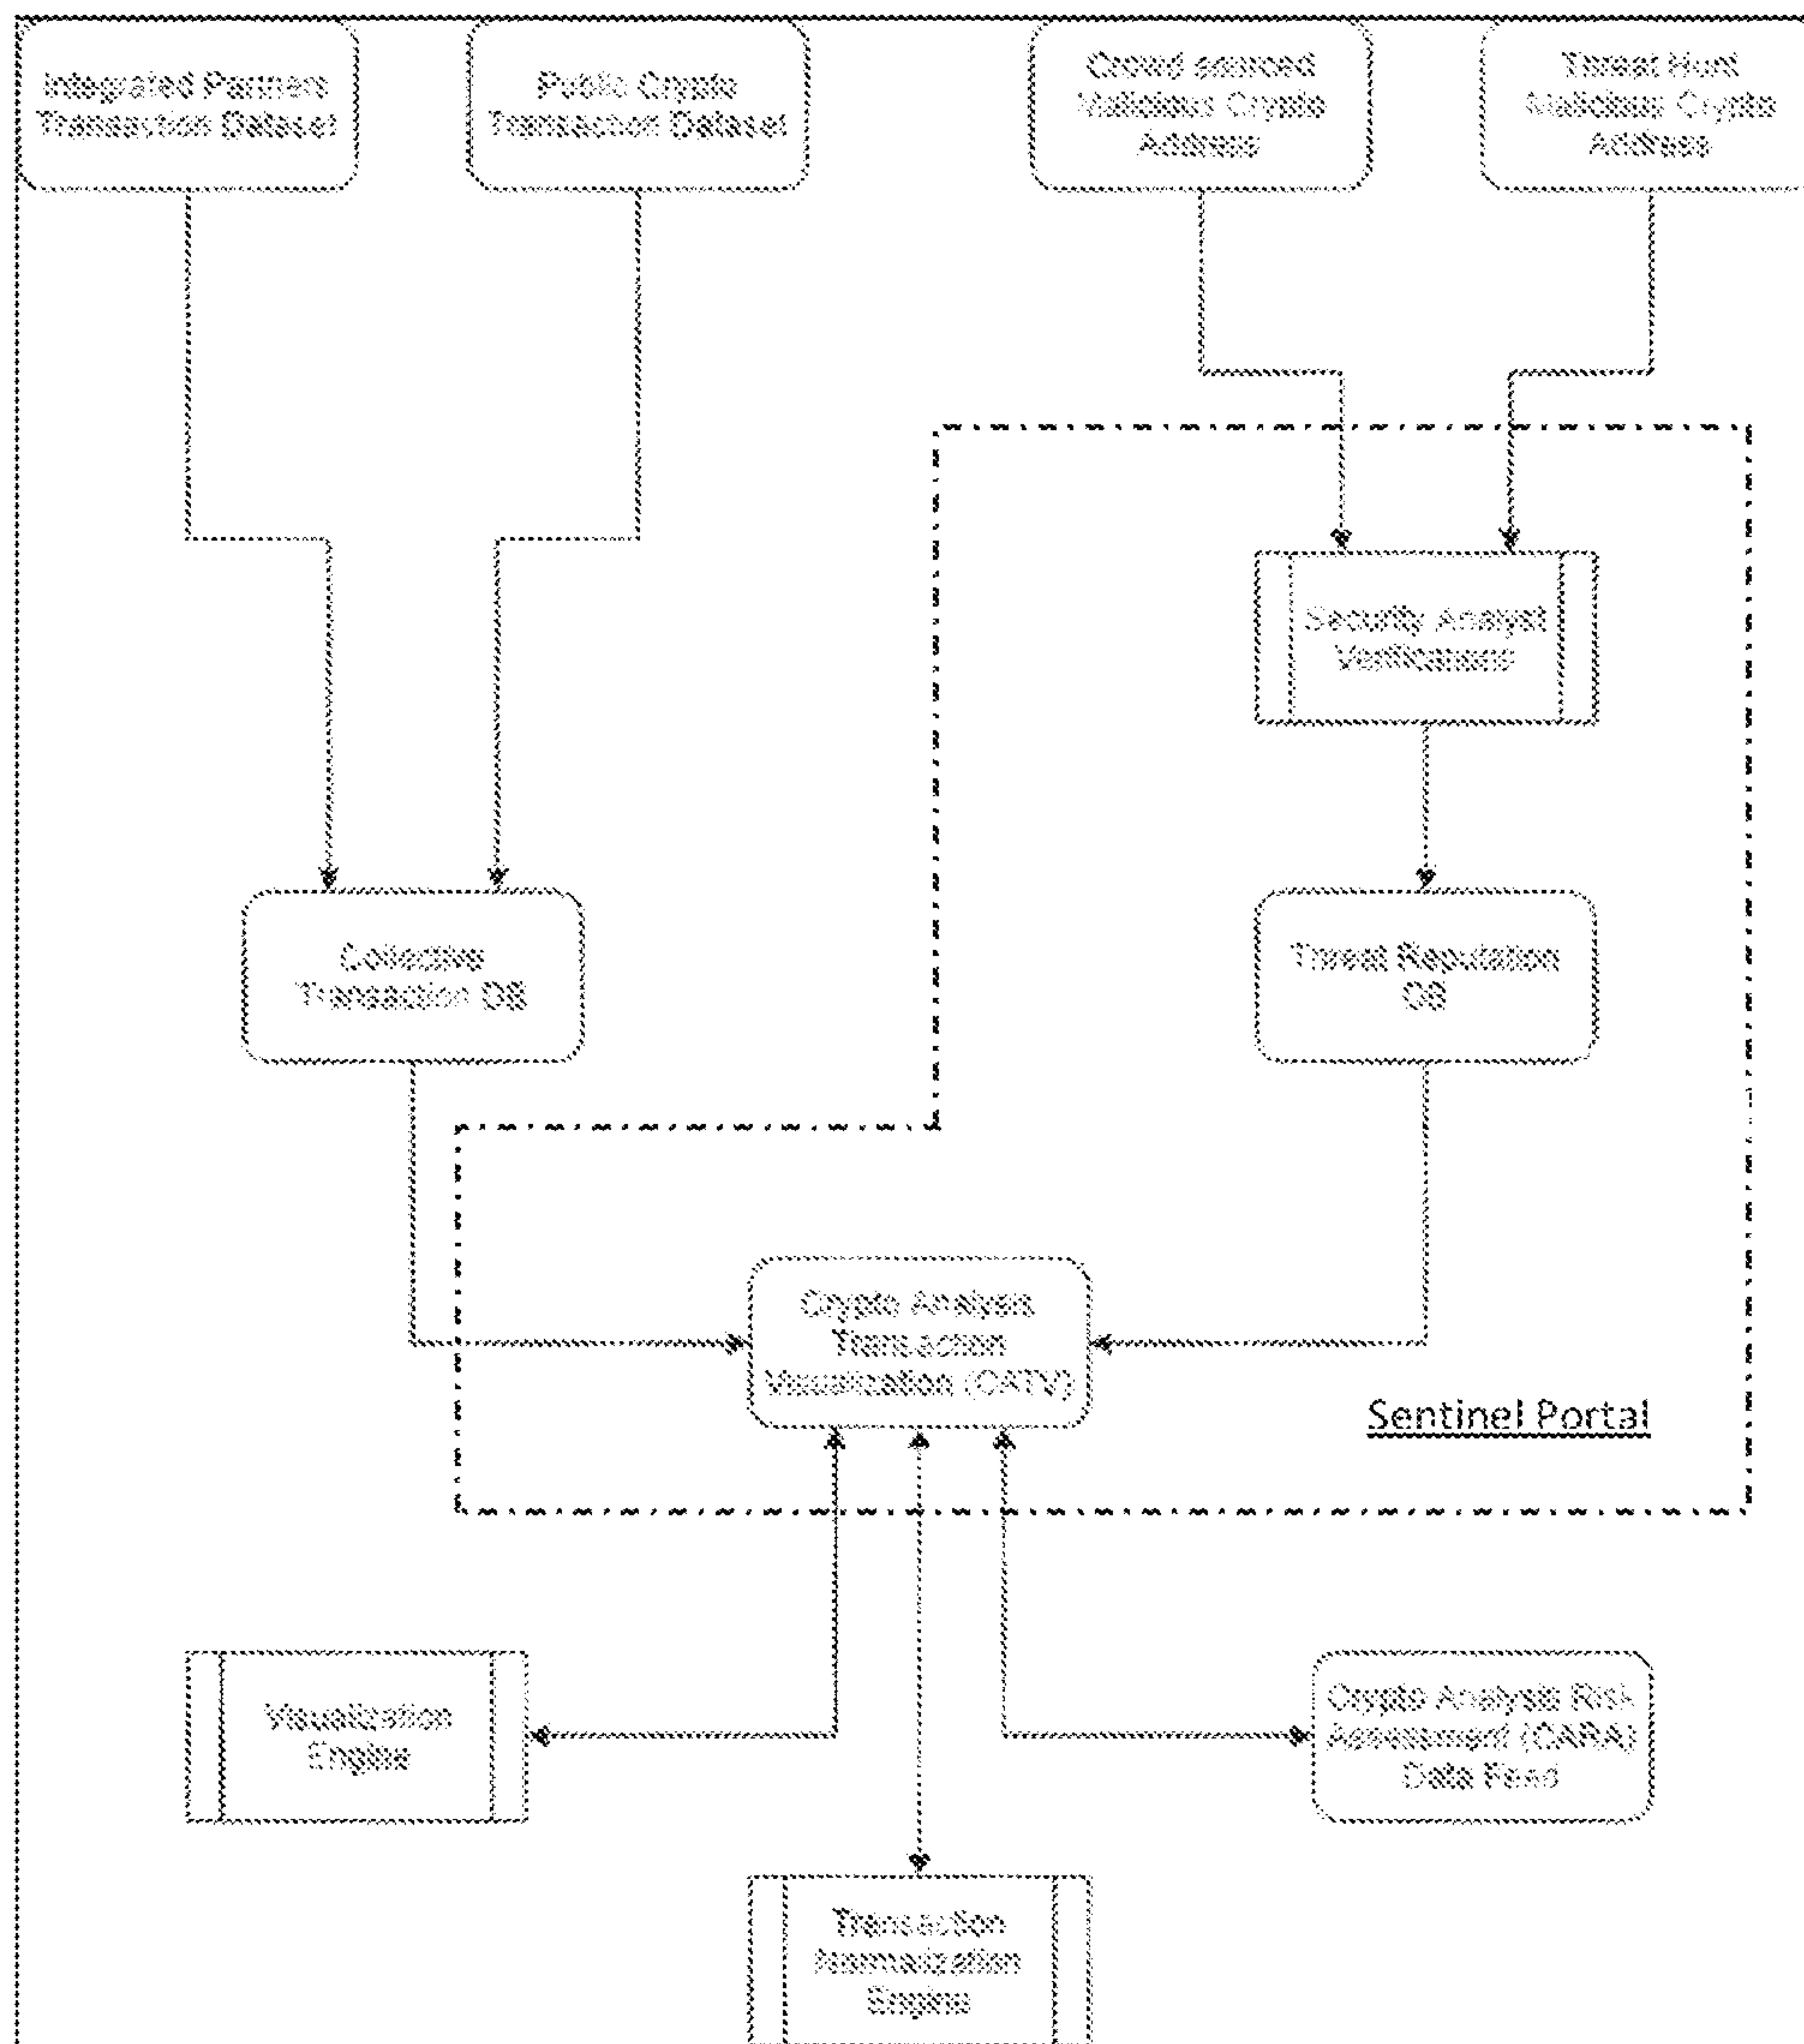 Integrated Partners
Transaction Dataset
Public Crypto
Transaction Dataset
Crowd sourced
Malicious Crypto
Address
Threat Hunt
Malicious Crypto
Address
Security Analyst
Verifications
Collective
Transaction DB
Threat Reputation
DB
Crypto Analysis
Transaction
Visualization (CATV)
Sentinel Portal
Visualization
Engine
Crypto Analysis Risk
Assessment (CARA)
Data Feed
Transaction
Normalization
Engine